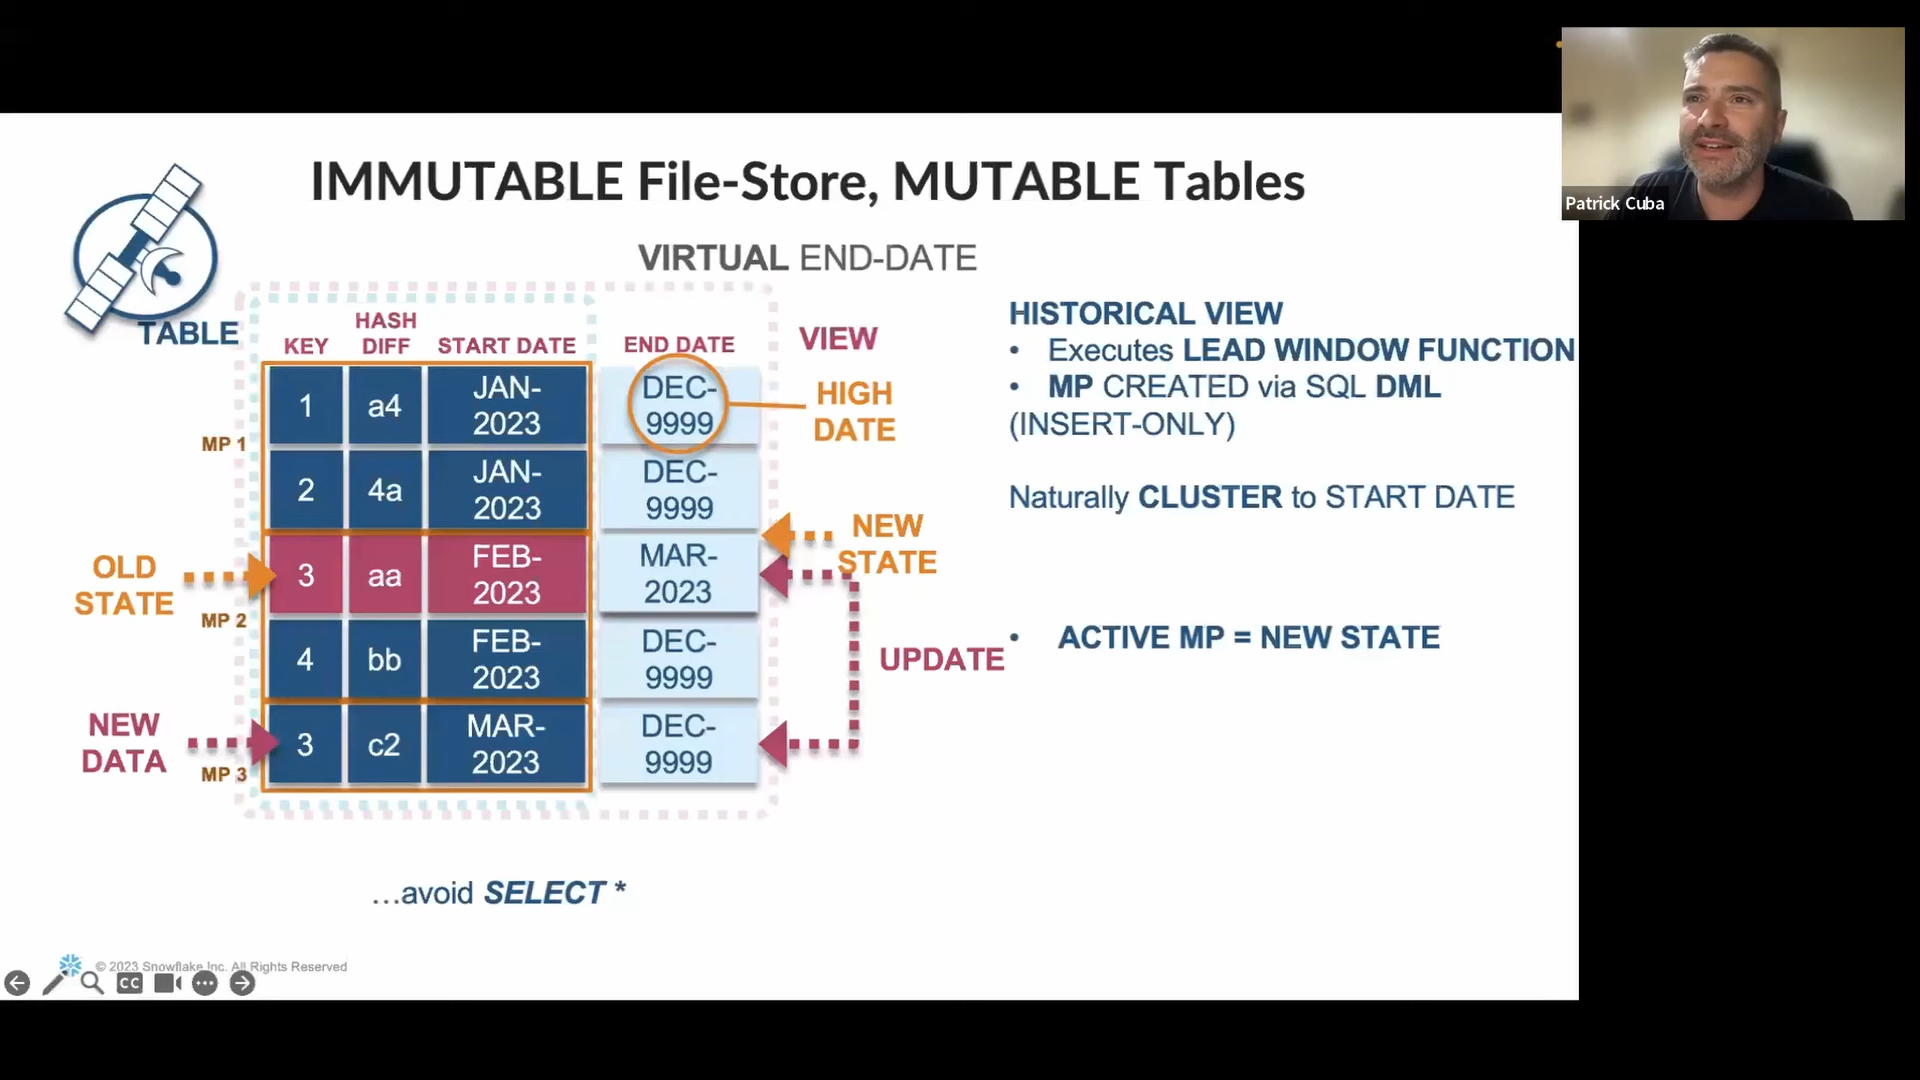 Patrick Cuba
IMMUTABLE File-Store, MUTABLE Tables
VIRTUAL END-DATE
TABLE
KEY
HASH
DIFF
START DATE
END DATE
VIEW
1 a4 JAN-
2023
DEC-
9999
HIGH
DATE
MP 1
2 4a JAN-
2023
DEC-
9999
NEW
STATE
OLD
STATE
3 aa FEB-
2023
MAR-
2023
MP 2
4 bb FEB-
2023
DEC-
9999
UPDATE
NEW
DATA
3 c2 MAR-
2023
DEC-
9999
MP 3
HISTORICAL VIEW
• Executes LEAD WINDOW FUNCTION
• MP CREATED via SQL DML
(INSERT-ONLY)
Naturally CLUSTER to START DATE
• ACTIVE MP = NEW STATE
...avoid SELECT *
© 2023 Snowflake Inc. All Rights Reserved
CC